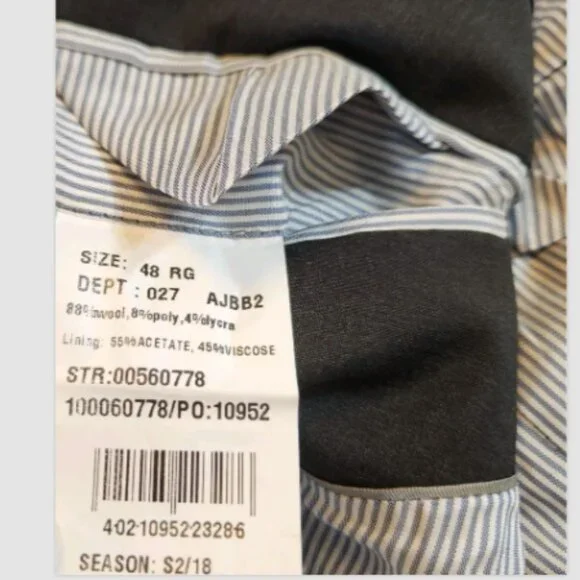 SIZE: 48 RG
DEPT : 027 AJBB2
88%wool,8%poly,4%lycra
Lining: 55%ACETATE, 45%VISCOSE
STR:00560778
100060778/PO:10952
4021095223286
SEASON: S2/18